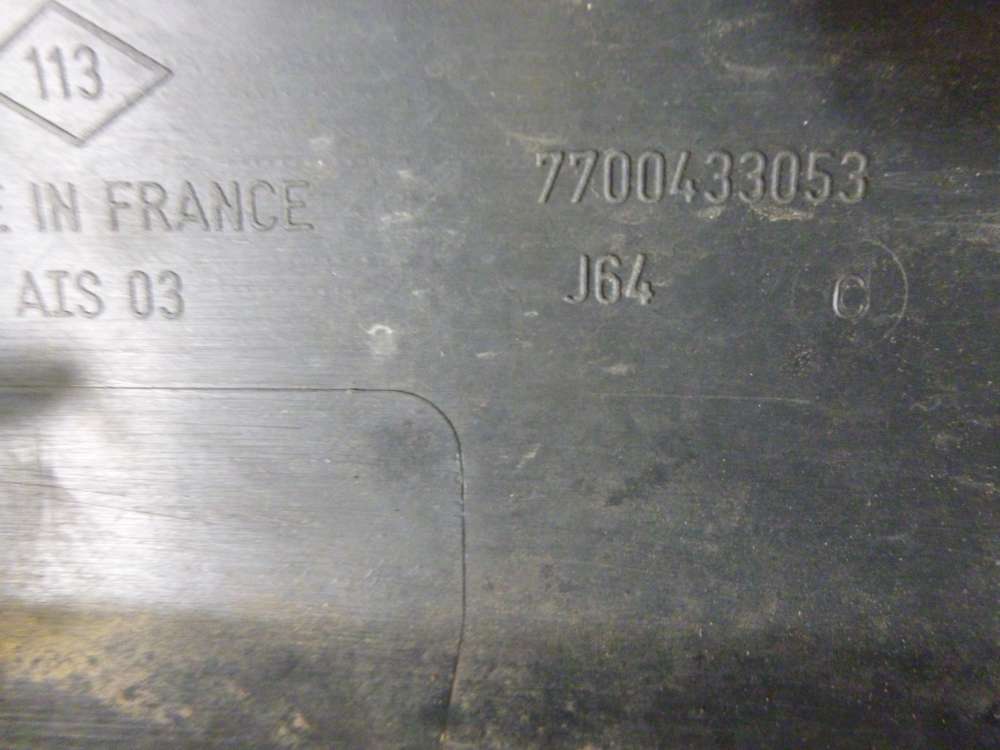 113
E IN FRANCE
AIS 03
7700433053
J64
C